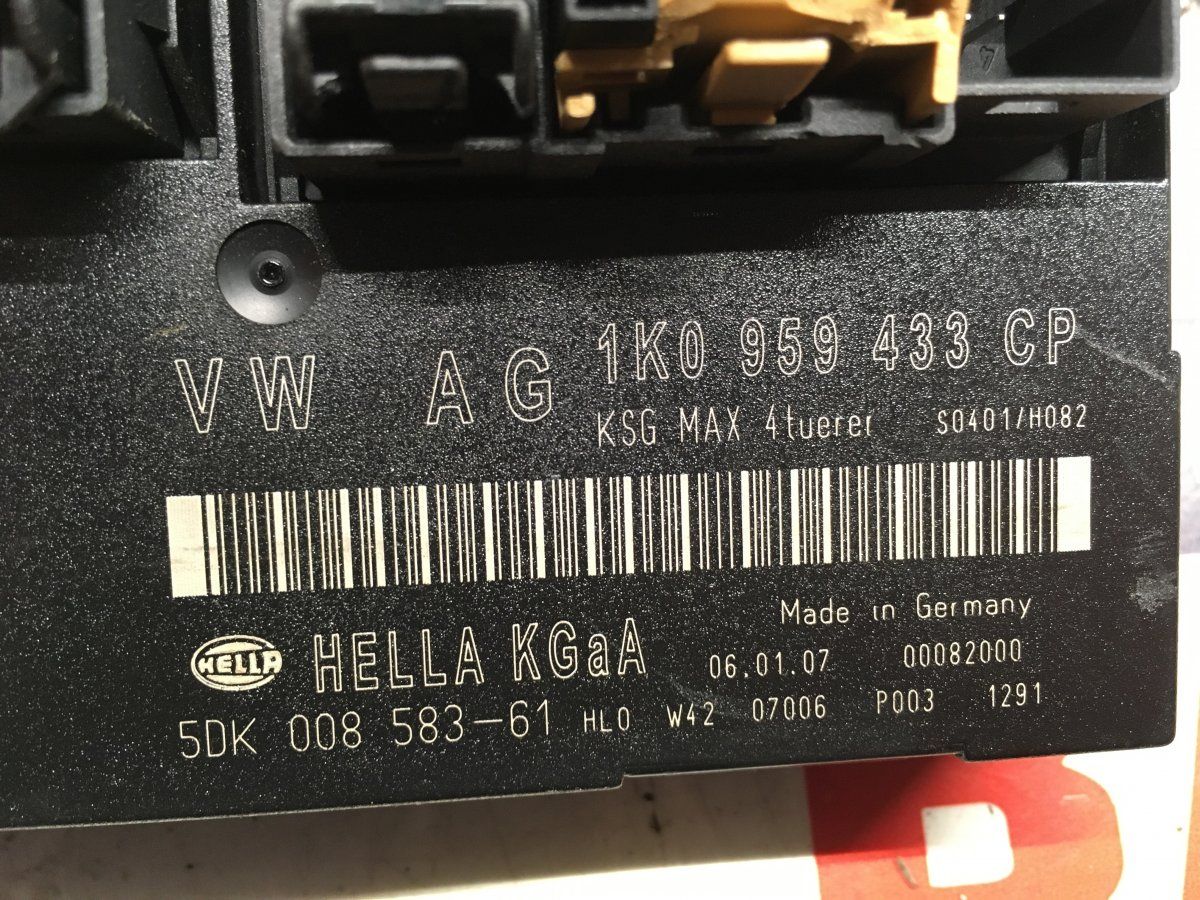 VW AG 1K0 959 433 CP
KSG MAX 4tuerer S0401/H082
Made in Germany
HELLA HELLA KGaA 06.01.07 00082000
5DK 008 583-61 HL0 W42 07006 P003 1291